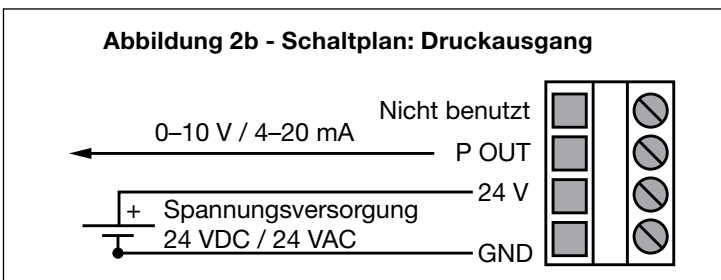 Abbildung 2b - Schaltplan: Druckausgang
Nicht benutzt
0–10 V / 4–20 mA
P OUT
24 V
+ Spannungsversorgung
24 VDC / 24 VAC
GND